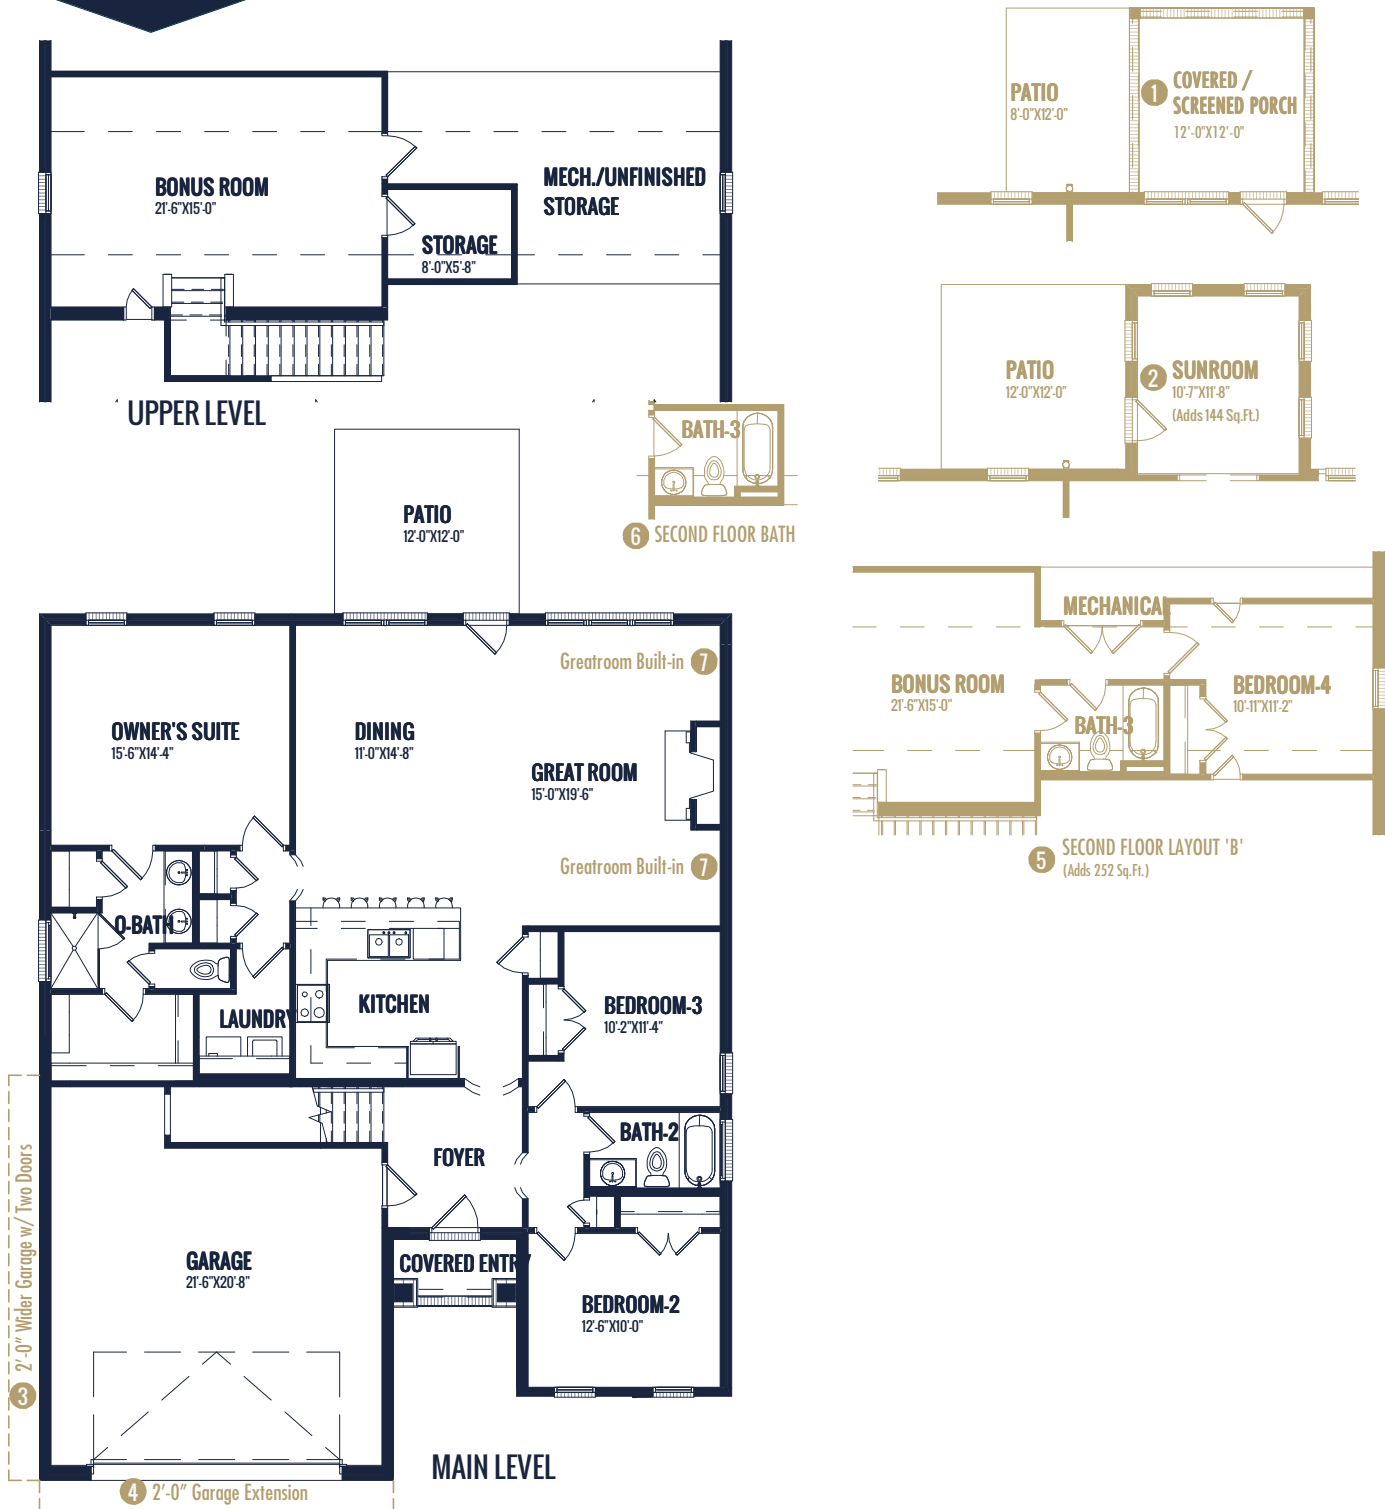 BONUS ROOM
21'-6"X15'-0"
MECH./UNFINISHED
STORAGE
STORAGE
8'-0"X5'-8"
UPPER LEVEL
PATIO
8'-0"X12'-0"
1 COVERED /
SCREENED PORCH
12'-0"X12'-0"
PATIO
12'-0"X12'-0"
2 SUNROOM
10'-7"X11'-8"
(Adds 144 Sq.Ft.)
BATH-3
6 SECOND FLOOR BATH
MECHANICAL
BONUS ROOM
21'-6"X15'-0"
BATH-3
BEDROOM-4
10'-11"X11'-2"
5 SECOND FLOOR LAYOUT 'B'
(Adds 252 Sq.Ft.)
PATIO
12'-0"X12'-0"
Greatroom Built-in 7
OWNER'S SUITE
15'-6"X14'-4"
DINING
11'-0"X14'-8"
GREAT ROOM
15'-0"X19'-6"
Greatroom Built-in 7
O-BATH
KITCHEN
LAUNDRY
BEDROOM-3
10'-2"X11'-4"
BATH-2
FOYER
GARAGE
21'-6"X20'-8"
COVERED ENTRY
BEDROOM-2
12'-6"X10'-0"
3 2'-0" Wider Garage w/ Two Doors
MAIN LEVEL
4 2'-0" Garage Extension